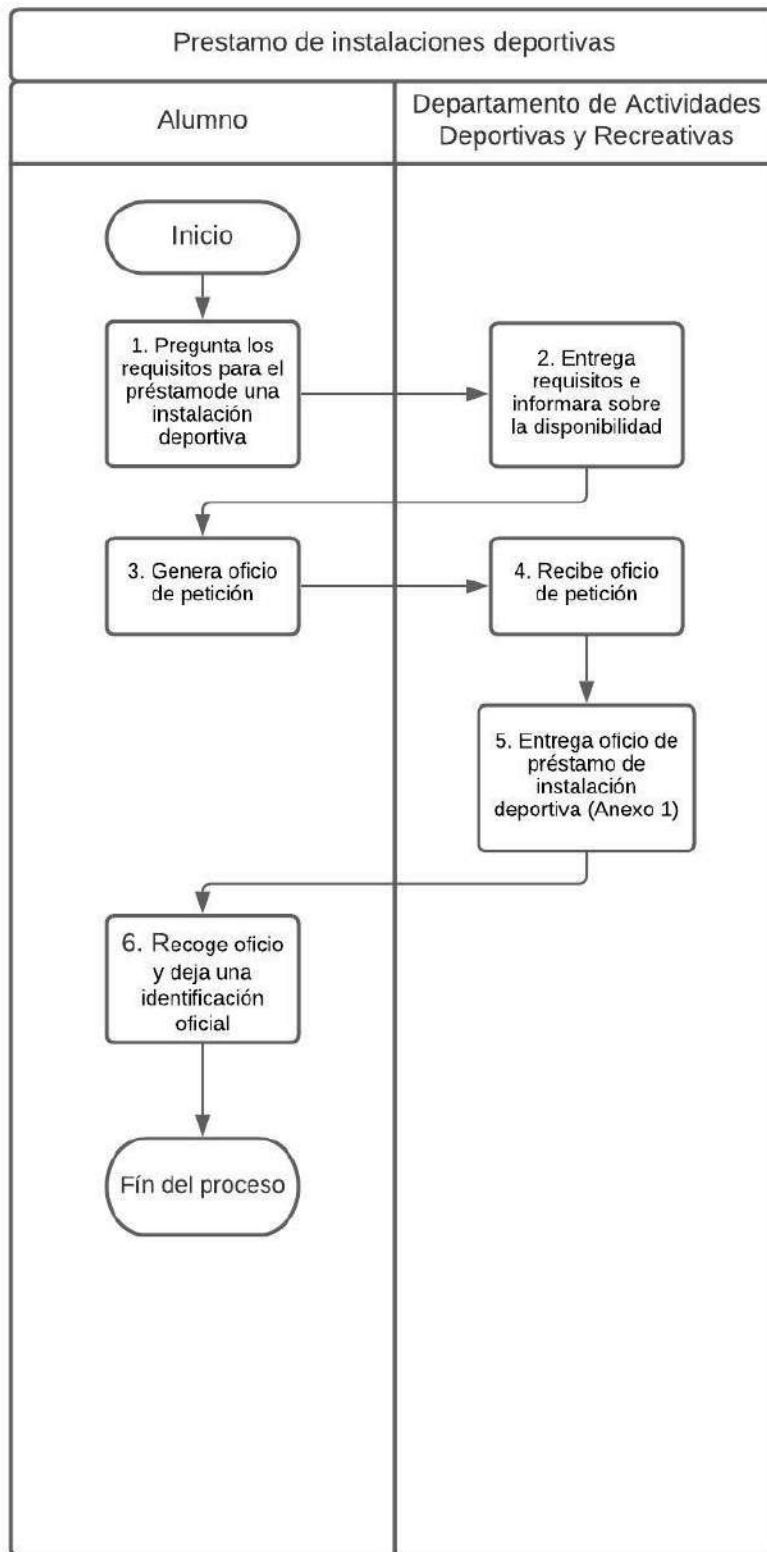 Prestamo de instalaciones deportivas
Alumno
Departamento de Actividades
Deportivas y Recreativas
Inicio
1. Pregunta los
requisitos para el
préstamode una
instalación
deportiva
2. Entrega
requisitos e
informara sobre
la disponibilidad
3. Genera oficio
de petición
4. Recibe oficio
de petición
5. Entrega oficio de
préstamo de
instalación
deportiva (Anexo 1)
6. Recoge oficio
y deja una
identificación
oficial
Fín del proceso